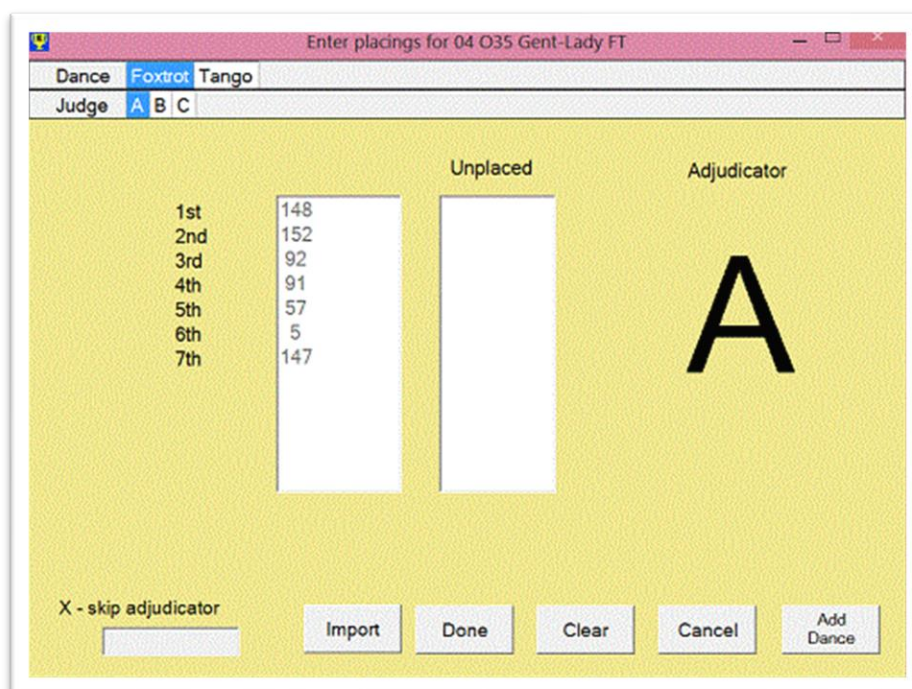 Enter placings for 04 O35 Gent-Lady FT
Dance Foxtrot Tango
Judge A B C
Unplaced Adjudicator
1st 148
2nd 152
3rd 92
4th 91
5th 57
6th 5
7th 147
A
X - skip adjudicator
Import Done Clear Cancel Add
Dance